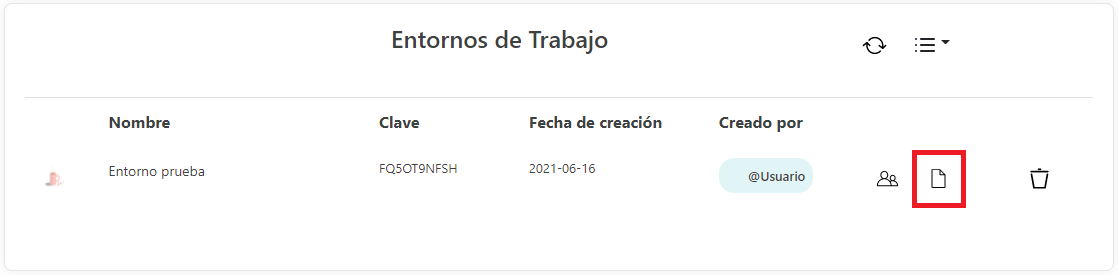 Entornos de Trabajo
Nombre Clave Fecha de creación Creado por
Entorno prueba FQ5OT9NFSH 2021-06-16 @Usuario